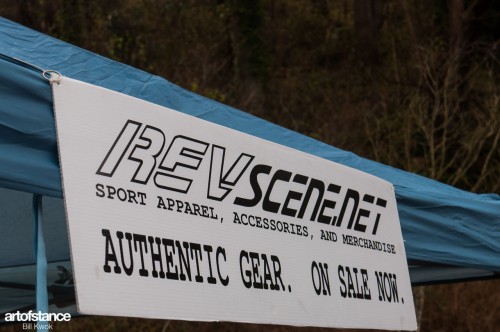 REVSCENE.NET
SPORT APPAREL, ACCESSORIES, AND MERCHANDISE
AUTHENTIC GEAR. ON SALE NOW.
artofstance
Bill Kwok